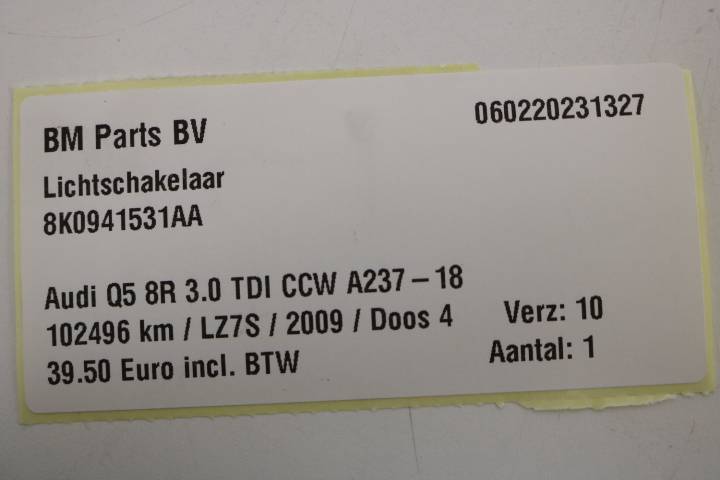 BM Parts BV
060220231327
Lichtschakelaar
8K0941531AA
Audi Q5 8R 3.0 TDI CCW A237-18
102496 km / LZ7S / 2009 / Doos 4
Verz: 10
39.50 Euro incl. BTW
Aantal: 1